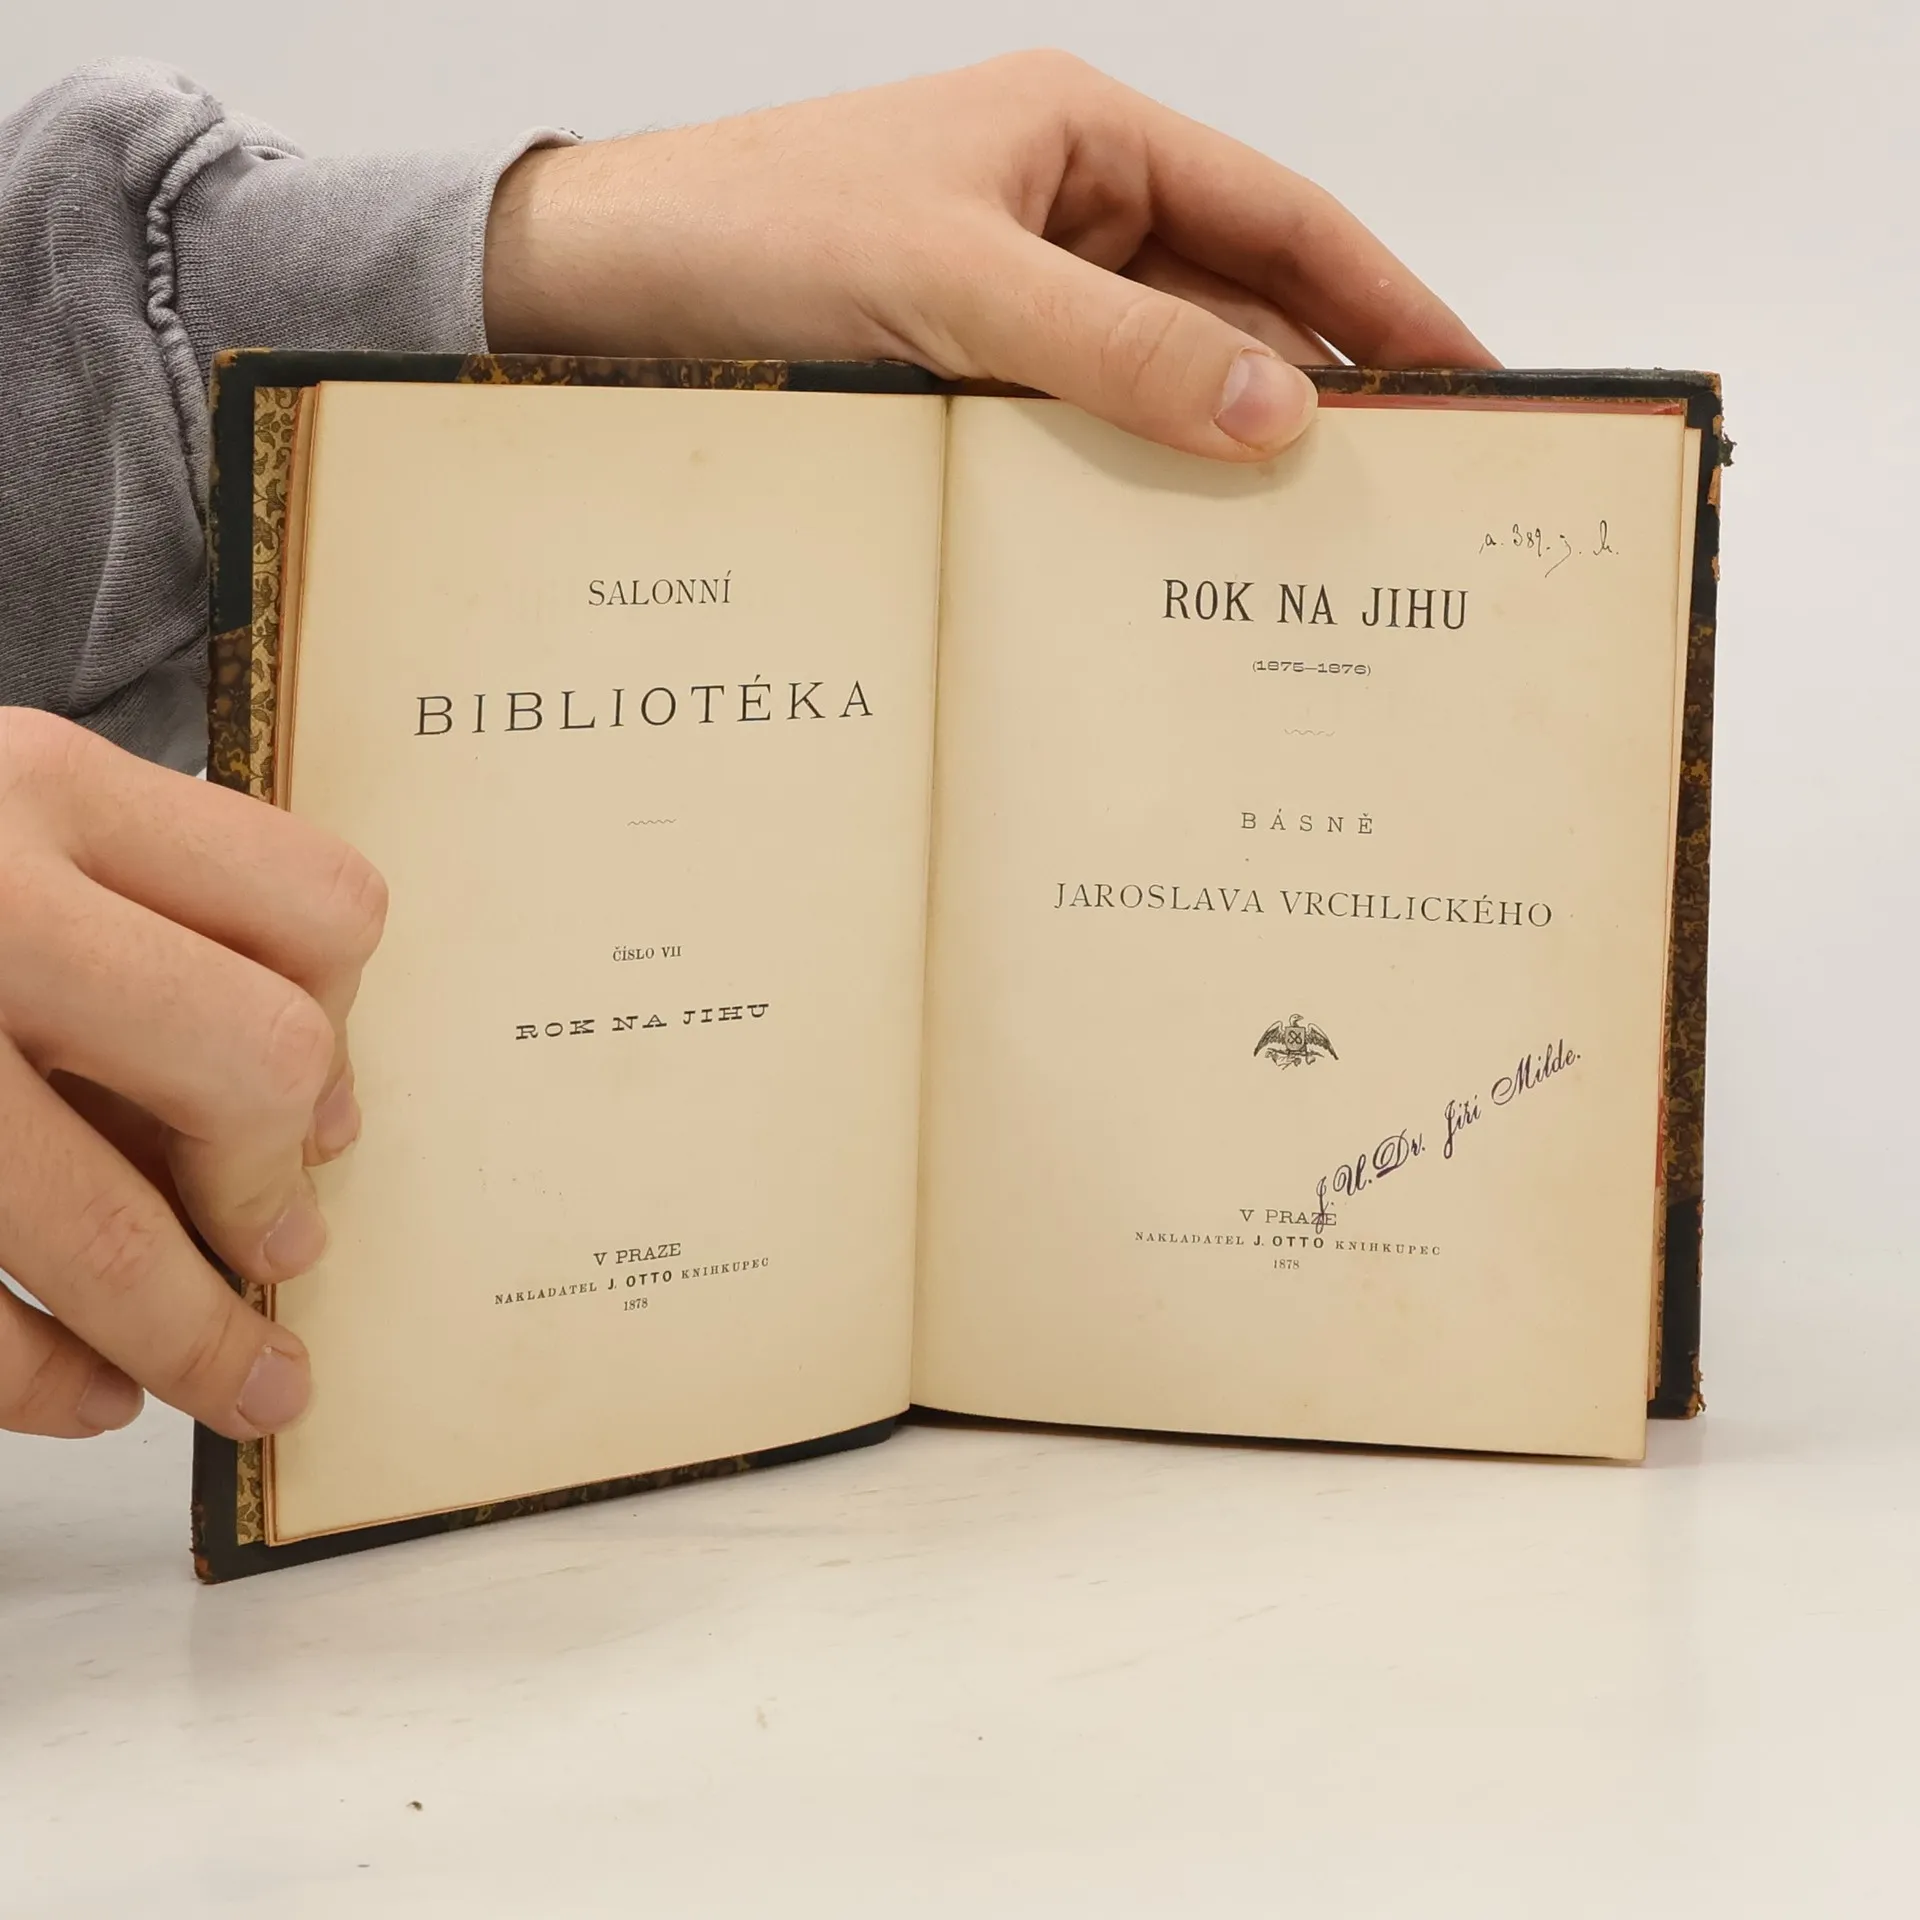 SALONNÍ
BIBLIOTÉKA
ČÍSLO VII
ROK NA JIHU
V PRAZE
NAKLADATEL J. OTTO KNIHKUPEC
1878
a. 389.
ROK NA JIHU
(1875—1876)
BÁSNĚ
JAROSLAVA VRCHLICKÉHO
J. U. Dr. Jiří Milde.
V PRAZE
NAKLADATEL J. OTTO KNIHKUPEC
1878